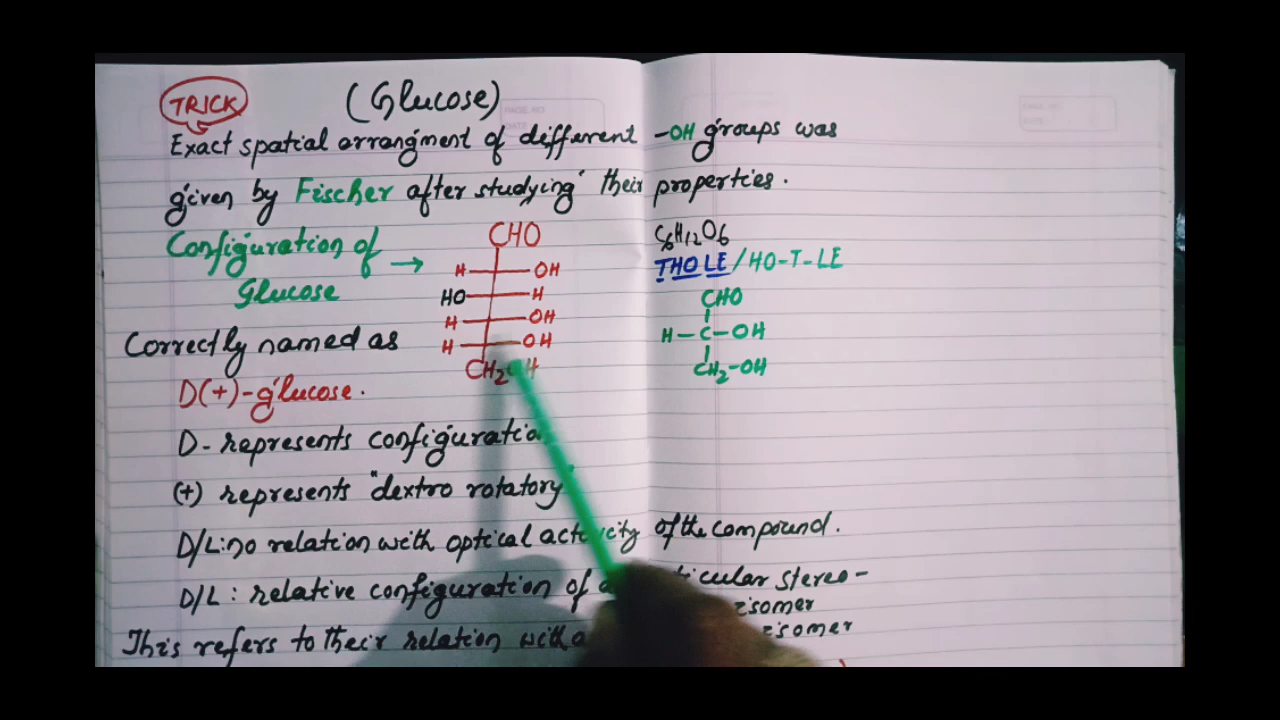 TRICK
(Glucose)
Exact spatial arrangment of different -OH groups was
given by Fischer after studying their properties.
Configuration of
Glucose
→
CHO
H OH
HO H
H OH
H OH
CH2OH
C6H12O6
THOLE/HO-T-LE
CHO
H-C-OH
CH2-OH
Correctly named as
D(+)-glucose.
D- represents configuration
(+) represents "dextro rotatory"
D/L: no relation with optical activity of the compound.
D/L: relative configuration of stereo-
isomer
This refers to their relation with a isomer